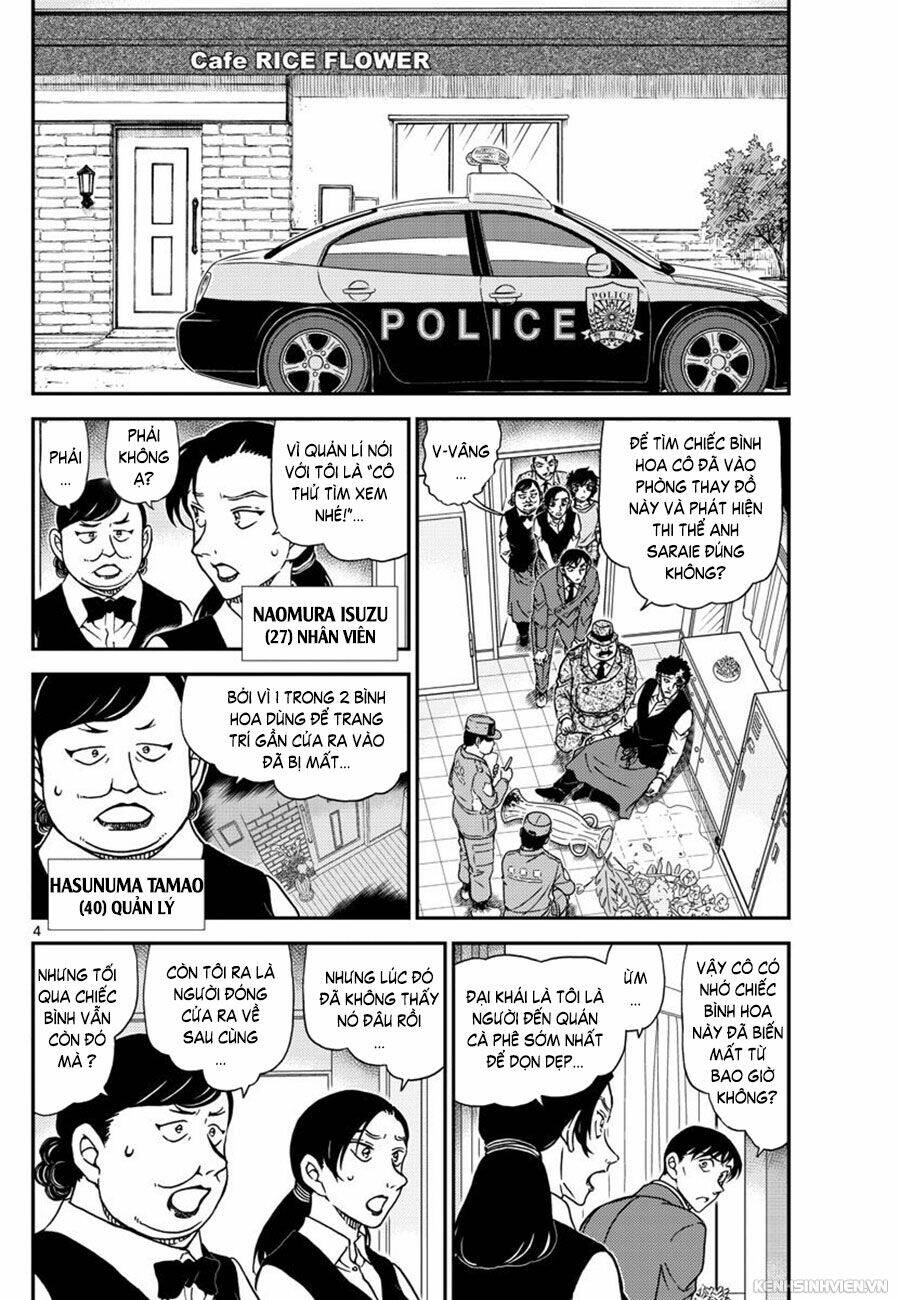 Cafe RICE FLOWER
POLICE
POLICE
ĐỂ TÌM CHIẾC BÌNH
HOA CÔ ĐÃ VÀO
PHÒNG THAY ĐỒ
NÀY VÀ PHÁT HIỆN
THI THỂ ANH
SARAIE ĐÚNG
KHÔNG?
V-VÂNG
...
VÌ QUẢN LÍ NÓI
VỚI TÔI LÀ "CÔ
THỬ TÌM XEM
NHÉ!"...
PHẢI
KHÔNG
Ạ?
PHẢI
...
NAOMURA ISUZU
(27) NHÂN VIÊN
BỞI VÌ 1 TRONG 2 BÌNH
HOA DÙNG ĐỂ TRANG
TRÍ GẦN CỬA RA VÀO
ĐÃ BỊ MẤT...
HASUNUMA TAMAO
(40) QUẢN LÝ
4
VẬY CÔ CÓ
NHỚ CHIẾC
BÌNH HOA
NÀY ĐÃ BIẾN
MẤT TỪ
BAO GIỜ
KHÔNG?
ỪM
...
ĐẠI KHÁI LÀ TÔI LÀ
NGƯỜI ĐẾN QUÁN
CÀ PHÊ SỚM NHẤT
ĐỂ DỌN DẸP...
NHƯNG LÚC ĐÓ
ĐÃ KHÔNG THẤY
NÓ ĐÂU RỒI
...
CÒN TÔI RA LÀ
NGƯỜI ĐÓNG
CỬA RA VỀ
SAU CÙNG
...
NHƯNG TỐI
QUA CHIẾC
BÌNH VẪN
CÒN ĐÓ
MÀ ?
KENHSINHVIEN.VN